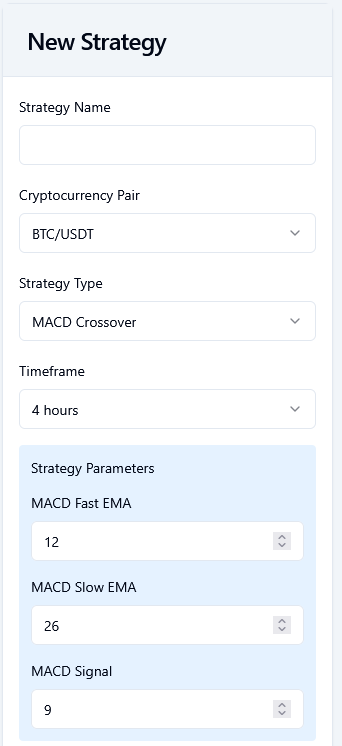 New Strategy
Strategy Name
Cryptocurrency Pair
BTC/USDT
Strategy Type
MACD Crossover
Timeframe
4 hours
Strategy Parameters
MACD Fast EMA
12
MACD Slow EMA
26
MACD Signal
9